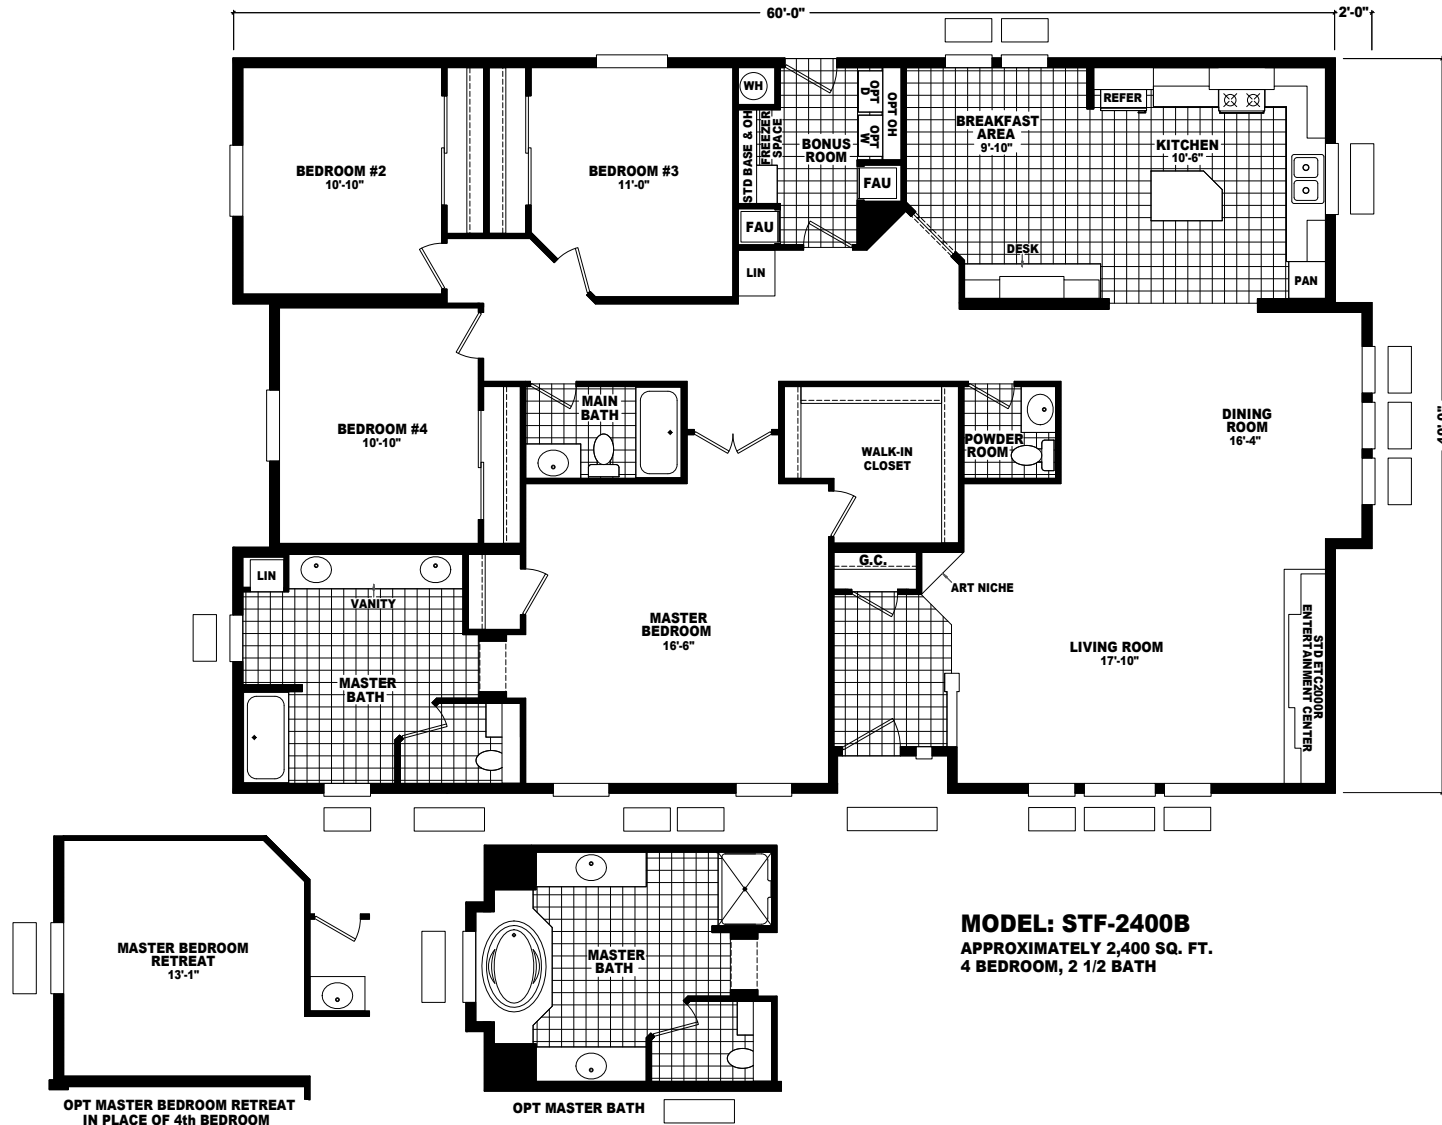 60'-0"
2'-0"
40'-0"
BEDROOM #2
10'-10"
BEDROOM #3
11'-0"
WH
STD BASE & OH
FREEZER
SPACE
FAU
LIN
BONUS
ROOM
OPT
D
OPT
W
OPT OH
FAU
BREAKFAST
AREA
9'-10"
REFER
KITCHEN
10'-6"
DESK
PAN
BEDROOM #4
10'-10"
MAIN
BATH
WALK-IN
CLOSET
POWDER
ROOM
DINING
ROOM
16'-4"
LIN
VANITY
MASTER
BATH
MASTER
BEDROOM
16'-6"
G.C.
ART NICHE
LIVING ROOM
17'-10"
STD ETC2000R
ENTERTAINMENT CENTER
MASTER BEDROOM
RETREAT
13'-1"
OPT MASTER BEDROOM RETREAT
IN PLACE OF 4th BEDROOM
MASTER
BATH
OPT MASTER BATH
MODEL: STF-2400B
APPROXIMATELY 2,400 SQ. FT.
4 BEDROOM, 2 1/2 BATH